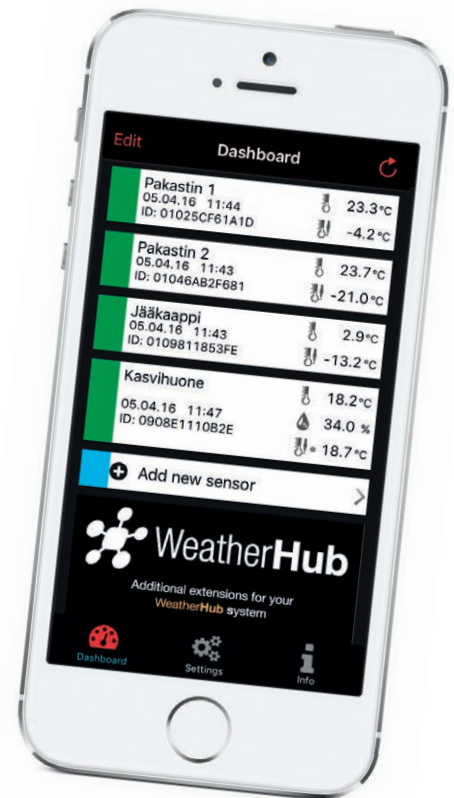 Edit Dashboard
Pakastin 1
05.04.16 11:44 23.3°C
ID: 01025CF61A1D -4.2°C
Pakastin 2
05.04.16 11:43 23.7°C
ID: 01046AB2F681 -21.0°C
Jääkaappi
05.04.16 11:43 2.9°C
ID: 0109811853FE -13.2°C
Kasvihuone 18.2°C
05.04.16 11:47 34.0 %
ID: 0908E1110B2E 18.7°C
Add new sensor
WeatherHub
Additional extensions for your
WeatherHub system
Dashboard Settings Info